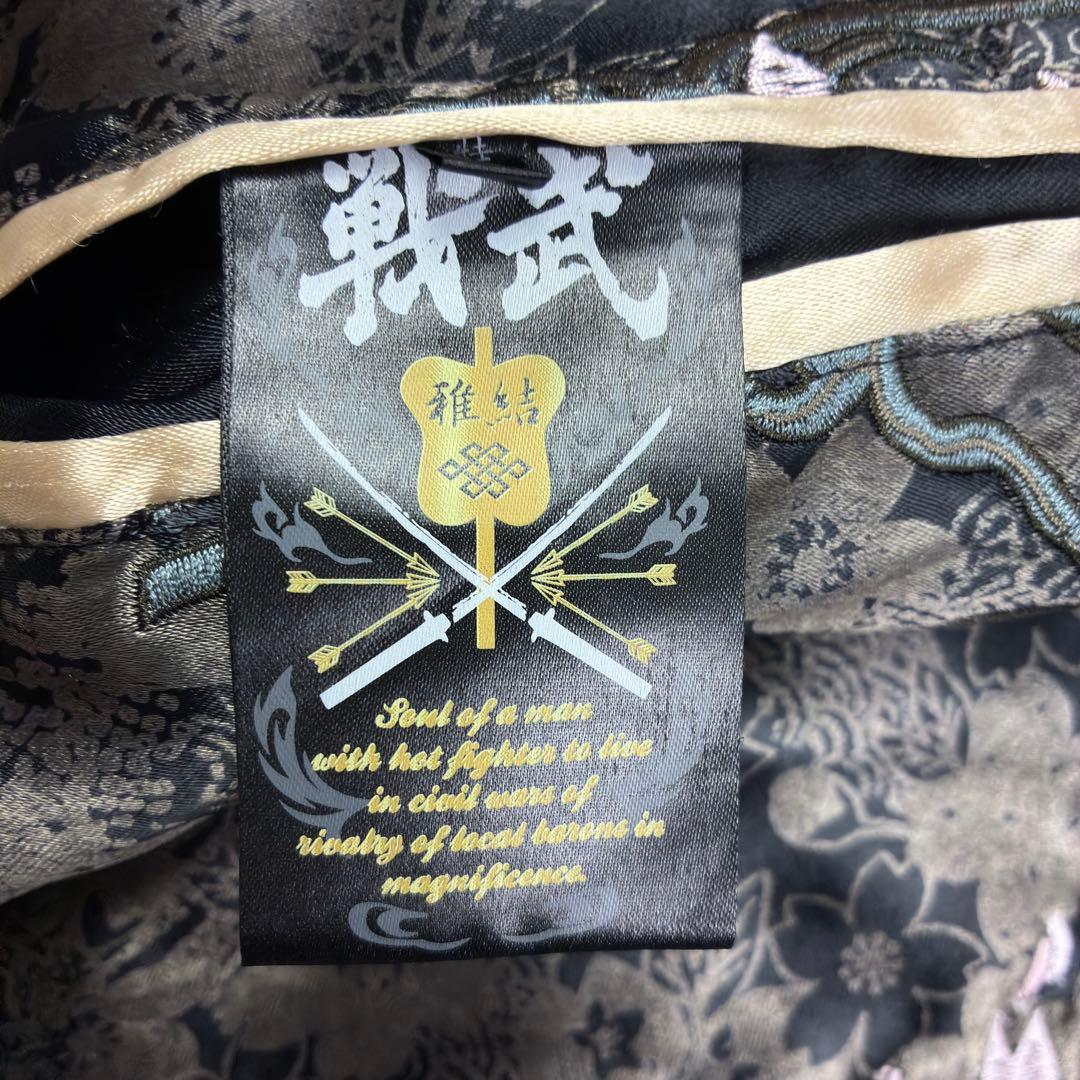 戦武
雅結
Soul of a man
with hot fighter to live
in civil wars of
rivalry of local barons in
magnificence.